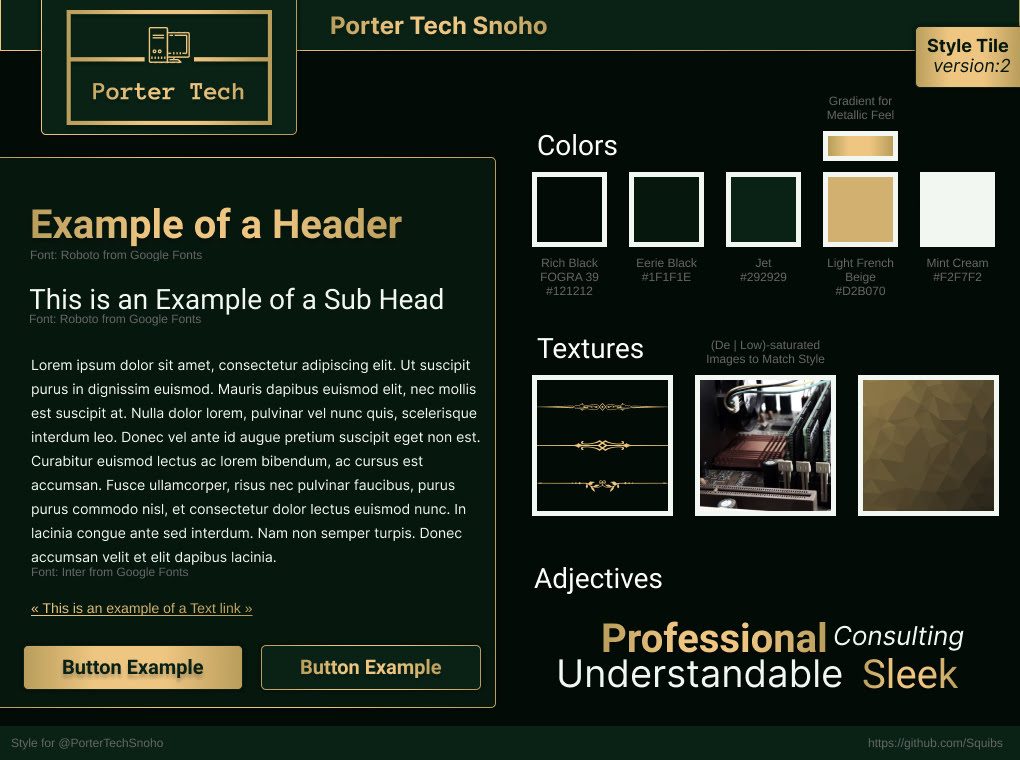 Porter Tech Snoho
Porter Tech
Style Tile
version:2
Example of a Header
Font: Roboto from Google Fonts
This is an Example of a Sub Head
Font: Roboto from Google Fonts
Lorem ipsum dolor sit amet, consectetur adipiscing elit. Ut suscipit
purus in dignissim euismod. Mauris dapibus euismod elit, nec mollis
est suscipit at. Nulla dolor lorem, pulvinar vel nunc quis, scelerisque
interdum leo. Donec vel ante id augue pretium suscipit eget non est.
Curabitur euismod lectus ac lorem bibendum, ac cursus est
accumsan. Fusce ullamcorper, risus nec pulvinar faucibus, purus
purus commodo nisl, et consectetur dolor lectus euismod nunc. In
lacinia congue ante sed interdum. Nam non semper turpis. Donec
accumsan velit et elit dapibus lacinia.
Font: Inter from Google Fonts
« This is an example of a Text link »
Button Example
Button Example
Colors
Gradient for
Metallic Feel
Rich Black
FOGRA 39
#121212
Eerie Black
#1F1F1E
Jet
#292929
Light French
Beige
#D2B070
Mint Cream
#F2F7F2
Textures
(De | Low)-saturated
Images to Match Style
Adjectives
Professional Consulting
Understandable Sleek
Style for @PorterTechSnoho
https://github.com/Squibs